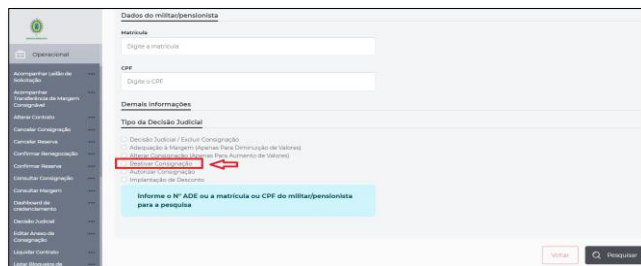 Operacional
Acompanhar Leilão de
Solicitação
Acompanhar
Transferência de Margem
Consignável
Alterar Contrato
Cancelar Consignação
Cancelar Reserva
Confirmar Renegociação
Confirmar Reserva
Consultar Consignação
Consultar Margem
Dashboard de
credenciamento
Decisão Judicial
Editar Anexo de
Consignação
Liquidar Contrato
Listar Bloqueios de
Dados do militar/pensionista
Matrícula
Digite a matrícula
CPF
Digite o CPF
Demais informações
Tipo da Decisão Judicial
Decisão Judicial / Excluir Consignação
Adequação à Margem (Apenas Para Diminuição de Valores)
Alterar Consignação (Apenas Para Aumento de Valores)
Reativar Consignação
Autorizar Consignação
Implantação de Desconto
Informe o Nº ADE ou a matrícula ou CPF do militar/pensionista
para a pesquisa
Voltar
Pesquisar